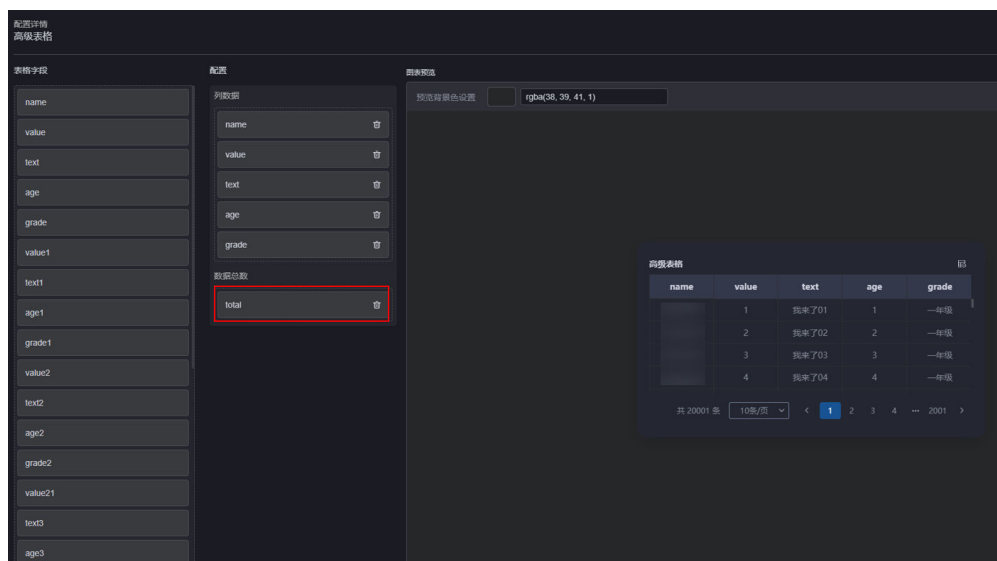 配置详情
高级表格
表格字段
name
value
text
age
grade
value1
text1
age1
grade1
value2
text2
age2
grade2
value21
text3
age3
配置
列数据
name
value
text
age
grade
数据总数
total
图表预览
预览背景色设置 rgba(38, 39, 41, 1)
高级表格
name value text age grade
1 我来了01 1 一年级
2 我来了02 2 一年级
3 我来了03 3 一年级
4 我来了04 4 一年级
共 20001 条 10条/页 < 1 2 3 4 ··· 2001 >